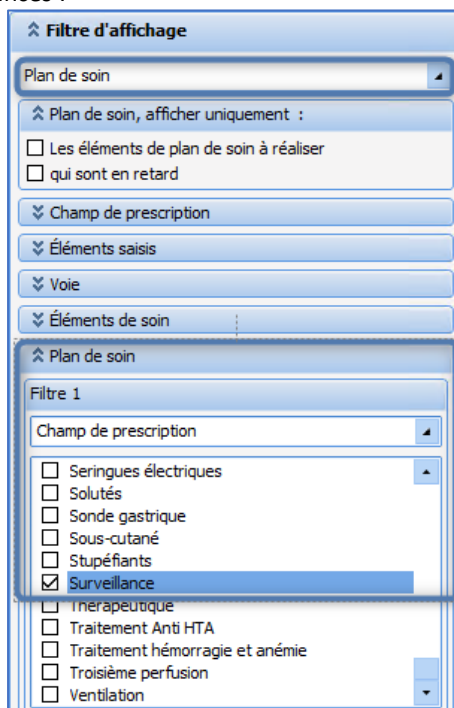 Filtre d'affichage
Plan de soin
Plan de soin, afficher uniquement :
Les éléments de plan de soin à réaliser
qui sont en retard
Champ de prescription
Éléments saisis
Voie
Éléments de soin
Plan de soin
Filtre 1
Champ de prescription
Seringues électriques
Solutés
Sonde gastrique
Sous-cutané
Stupéfiants
Surveillance
Thérapeutique
Traitement Anti HTA
Traitement hémorragie et anémie
Troisième perfusion
Ventilation